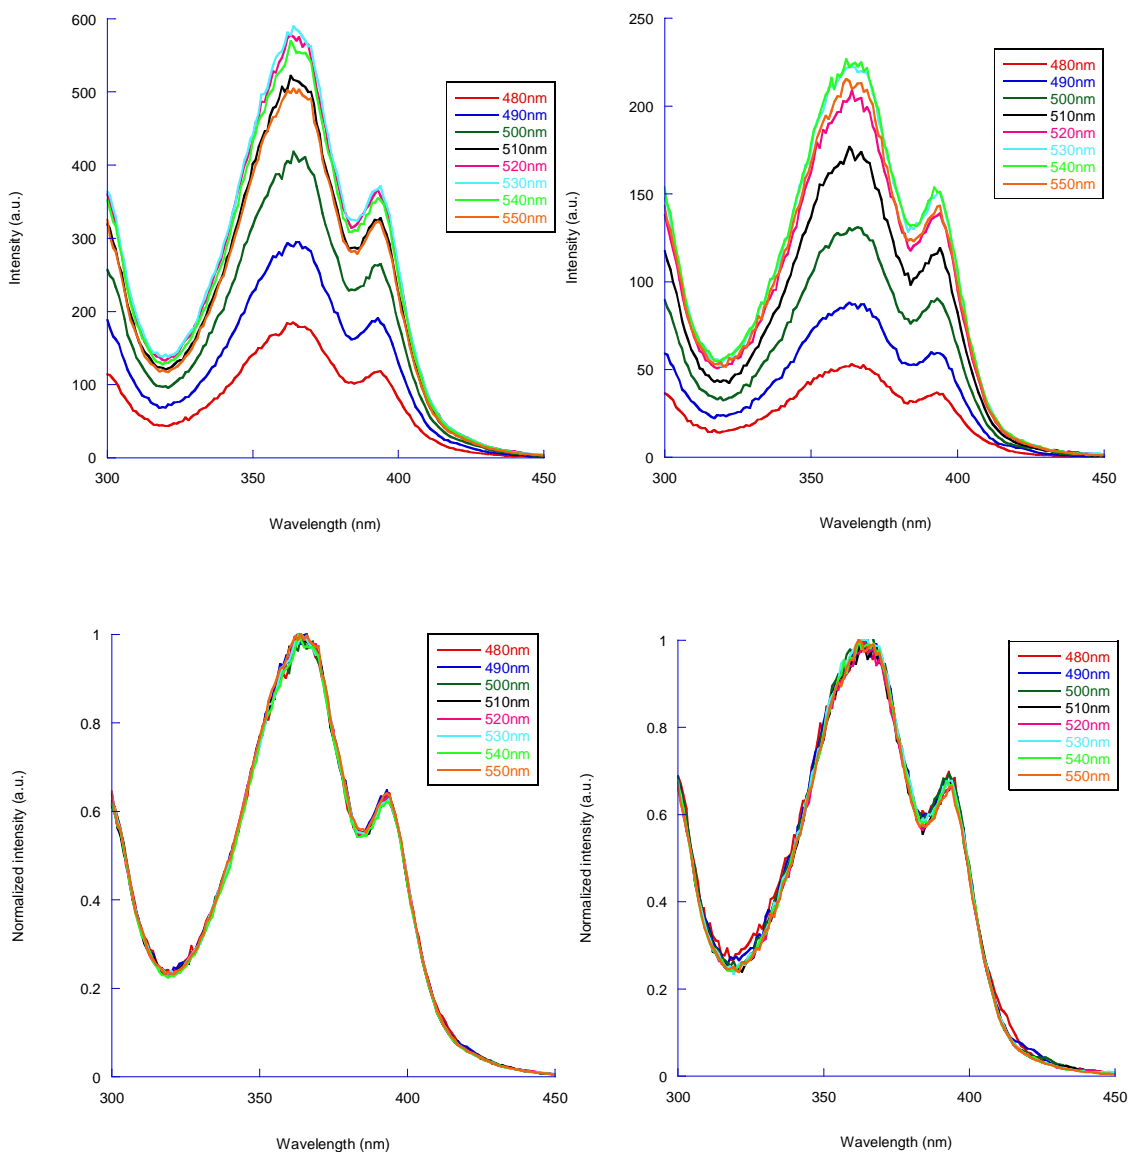 600
500
400
300
200
100
0
300
350
400
450
Intensity (a.u.)
Wavelength (nm)
480nm
490nm
500nm
510nm
520nm
530nm
540nm
550nm
250
200
150
100
50
0
300
350
400
450
Intensity (a.u.)
Wavelength (nm)
480nm
490nm
500nm
510nm
520nm
530nm
540nm
550nm
1
0.8
0.6
0.4
0.2
0
300
350
400
450
Normalized intensity (a.u.)
Wavelength (nm)
480nm
490nm
500nm
510nm
520nm
530nm
540nm
550nm
1
0.8
0.6
0.4
0.2
0
300
350
400
450
Normalized intensity (a.u.)
Wavelength (nm)
480nm
490nm
500nm
510nm
520nm
530nm
540nm
550nm